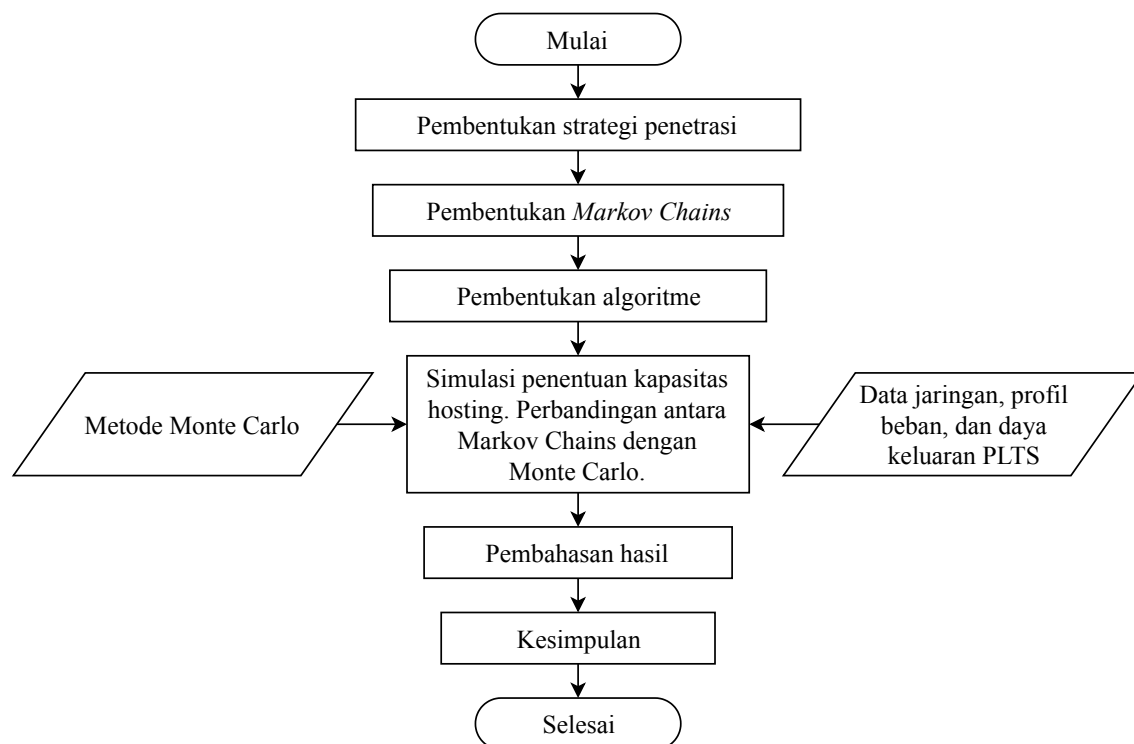 Mulai
Pembentukan strategi penetrasi
Pembentukan Markov Chains
Pembentukan algoritme
Metode Monte Carlo
Simulasi penentuan kapasitas
hosting. Perbandingan antara
Markov Chains dengan
Monte Carlo.
Data jaringan, profil
beban, dan daya
keluaran PLTS
Pembahasan hasil
Kesimpulan
Selesai